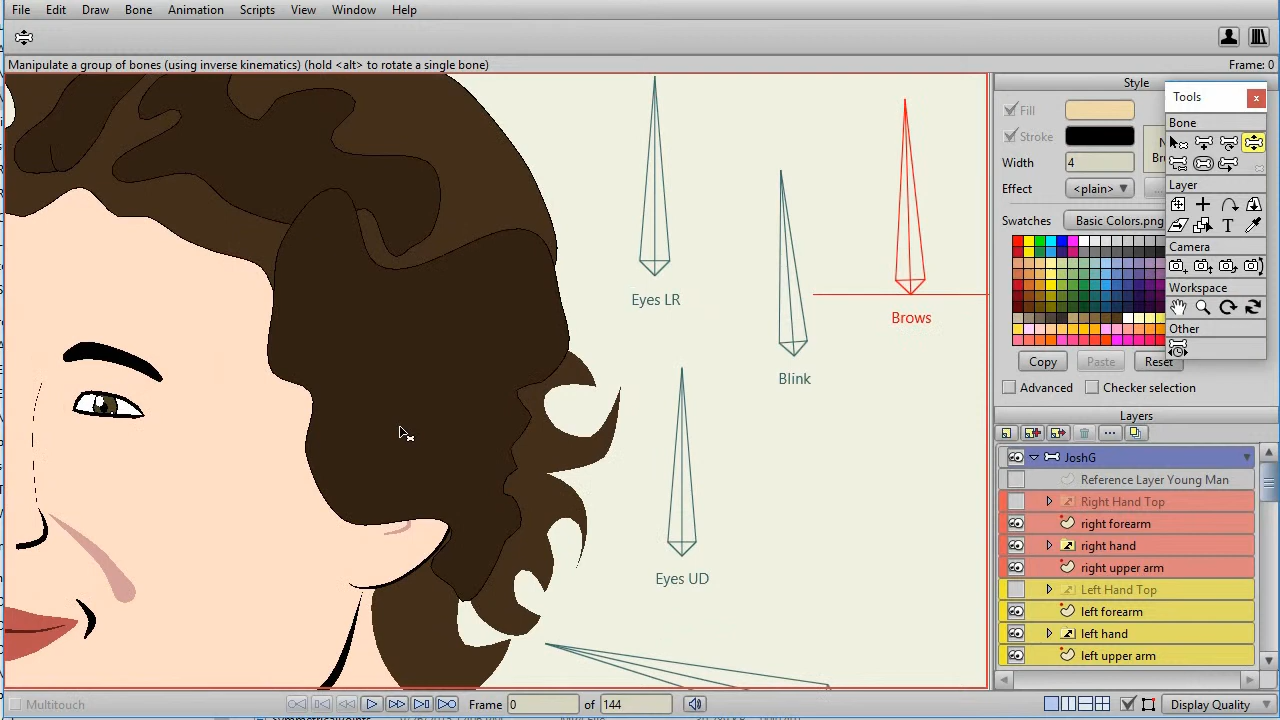 File Edit Draw Bone Animation Scripts View Window Help
Manipulate a group of bones (using inverse kinematics) (hold <alt> to rotate a single bone) Frame: 0
Style
Tools
Bone
Fill
Stroke
Width 4
Effect <plain>
Layer
Swatches Basic Colors.png
Camera
Workspace
Other
Copy Paste Reset
Advanced Checker selection
Eyes LR
Brows
Blink
Eyes UD
Layers
JoshG
Reference Layer Young Man
Right Hand Top
right forearm
right hand
right upper arm
Left Hand Top
left forearm
left hand
left upper arm
Multitouch Frame 0 of 144 Display Quality